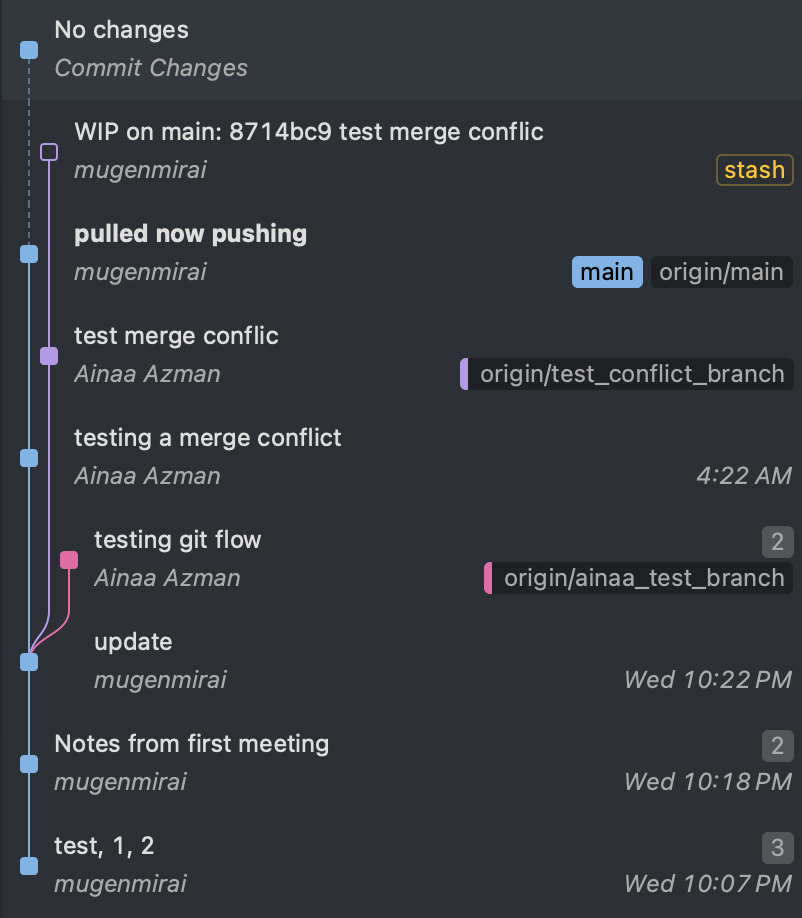 No changes
Commit Changes
WIP on main: 8714bc9 test merge conflic
mugenmirai stash
pulled now pushing
mugenmirai main origin/main
test merge conflic
Ainaa Azman origin/test_conflict_branch
testing a merge conflict
Ainaa Azman 4:22 AM
testing git flow 2
Ainaa Azman origin/ainaa_test_branch
update
mugenmirai Wed 10:22 PM
Notes from first meeting 2
mugenmirai Wed 10:18 PM
test, 1, 2 3
mugenmirai Wed 10:07 PM